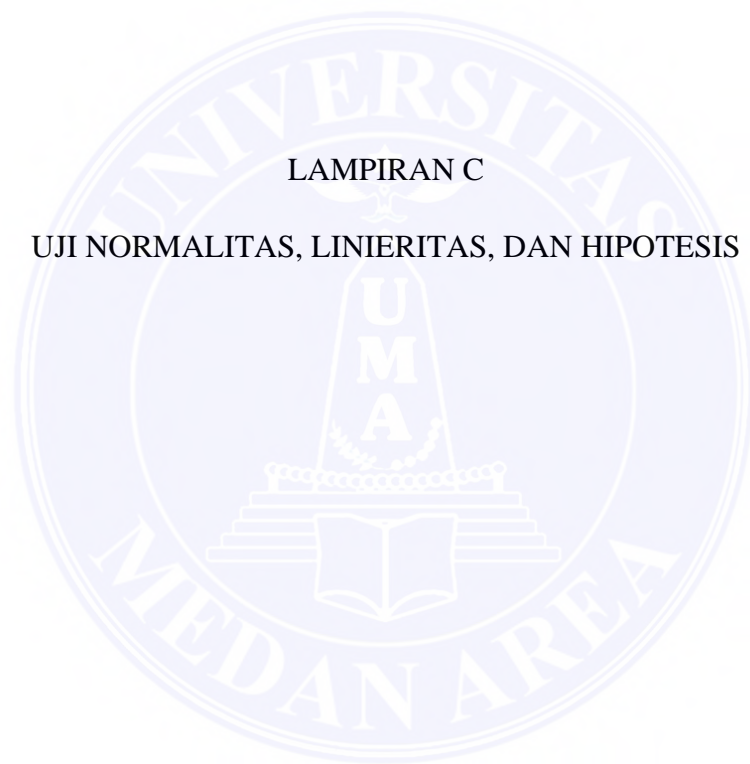 UNIVERSITAS
LAMPIRAN C
UJI NORMALITAS, LINIERITAS, DAN HIPOTESIS
U
M
A
MEDAN AREA